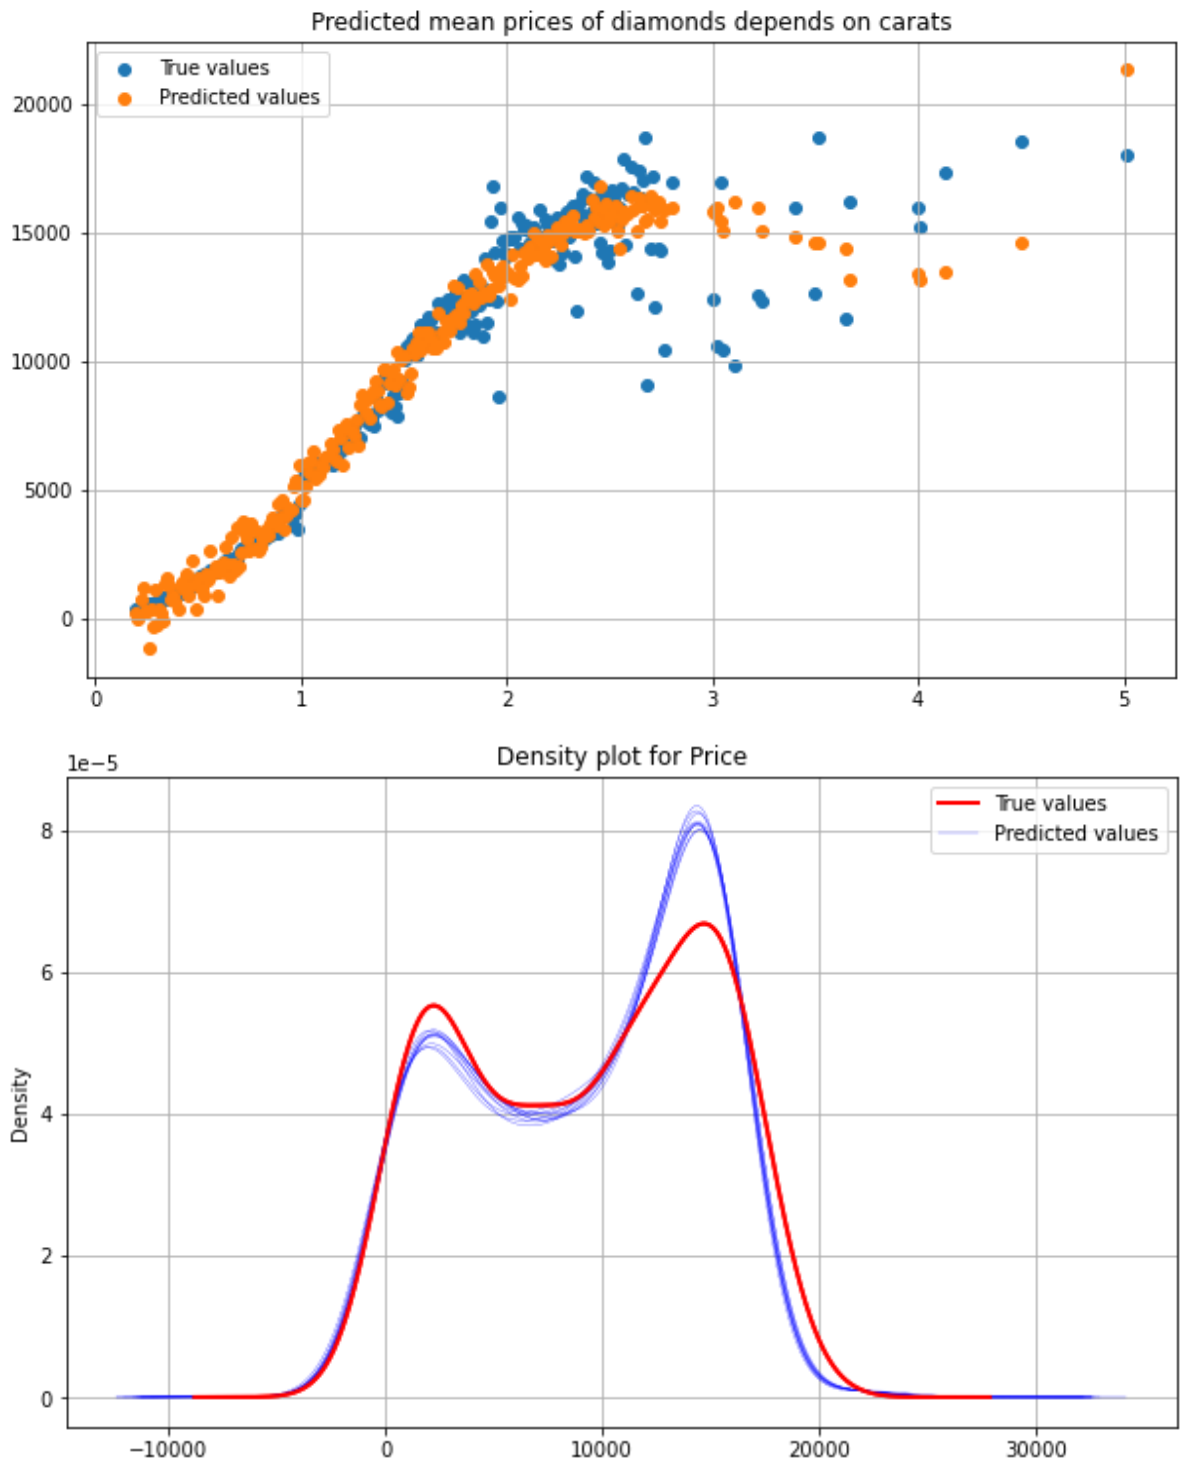 Predicted mean prices of diamonds depends on carats
True values
Predicted values
20000
15000
10000
5000
0
0 1 2 3 4 5
Density plot for Price
1e−5
True values
Predicted values
8
6
4
2
0
Density
−10000 0 10000 20000 30000